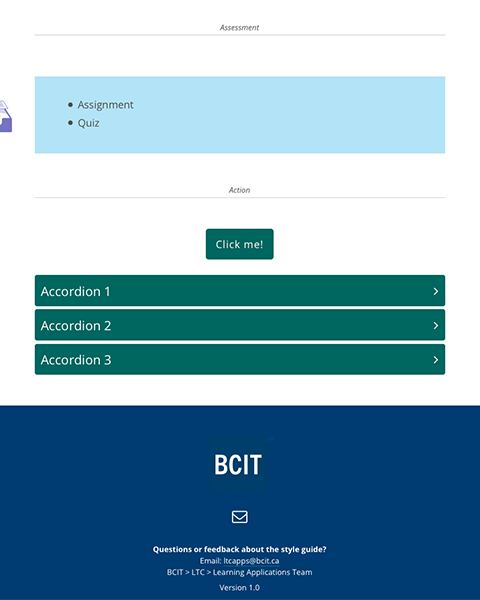 Assessment
Assignment
Quiz
Action
Click me!
Accordion 1
Accordion 2
Accordion 3
BCIT
Questions or feedback about the style guide?
Email: ltcapps@bcit.ca
BCIT > LTC > Learning Applications Team
Version 1.0